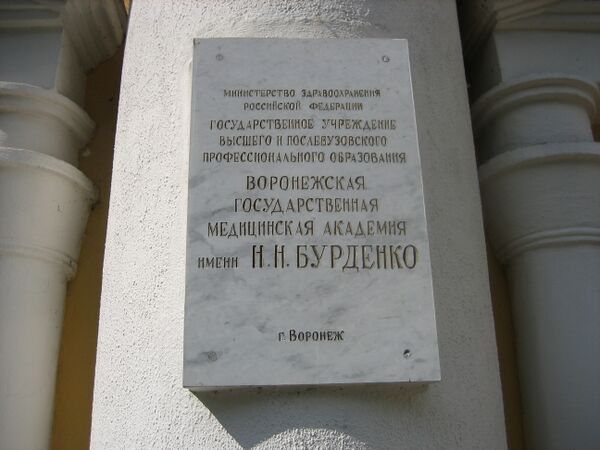 МИНИСТЕРСТВО ЗДРАВООХРАНЕНИЯ
РОССИЙСКОЙ ФЕДЕРАЦИИ
ГОСУДАРСТВЕННОЕ УЧРЕЖДЕНИЕ
ВЫСШЕГО И ПОСЛЕВУЗОВСКОГО
ПРОФЕССИОНАЛЬНОГО ОБРАЗОВАНИЯ
ВОРОНЕЖСКАЯ
ГОСУДАРСТВЕННАЯ
МЕДИЦИНСКАЯ АКАДЕМИЯ
ИМЕНИ Н.Н.БУРДЕНКО
Г. ВОРОНЕЖ